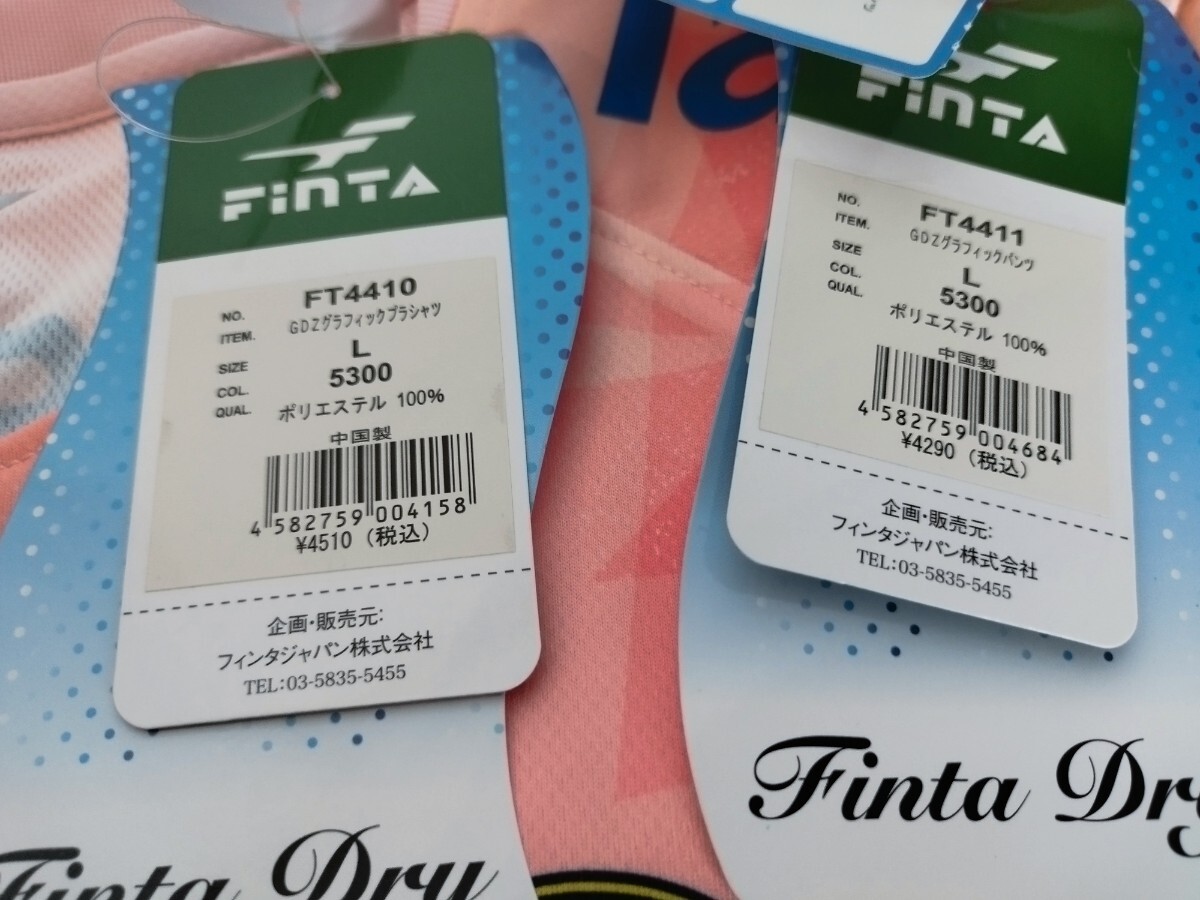 FiNTA
NO. FT4410
ITEM. GDZグラフィックプラシャツ
SIZE L
COL. 5300
QUAL. ポリエステル 100%
中国製
4 582759 004158
¥4510 (税込)
企画・販売元:
フィンタジャパン株式会社
TEL:03-5835-5455
Finta Dry
FiNTA
NO. FT4411
ITEM. GDZグラフィックパンツ
SIZE L
COL. 5300
QUAL. ポリエステル 100%
中国製
4 582759 004684
¥4290 (税込)
企画・販売元:
フィンタジャパン株式会社
TEL:03-5835-5455
Finta Dry